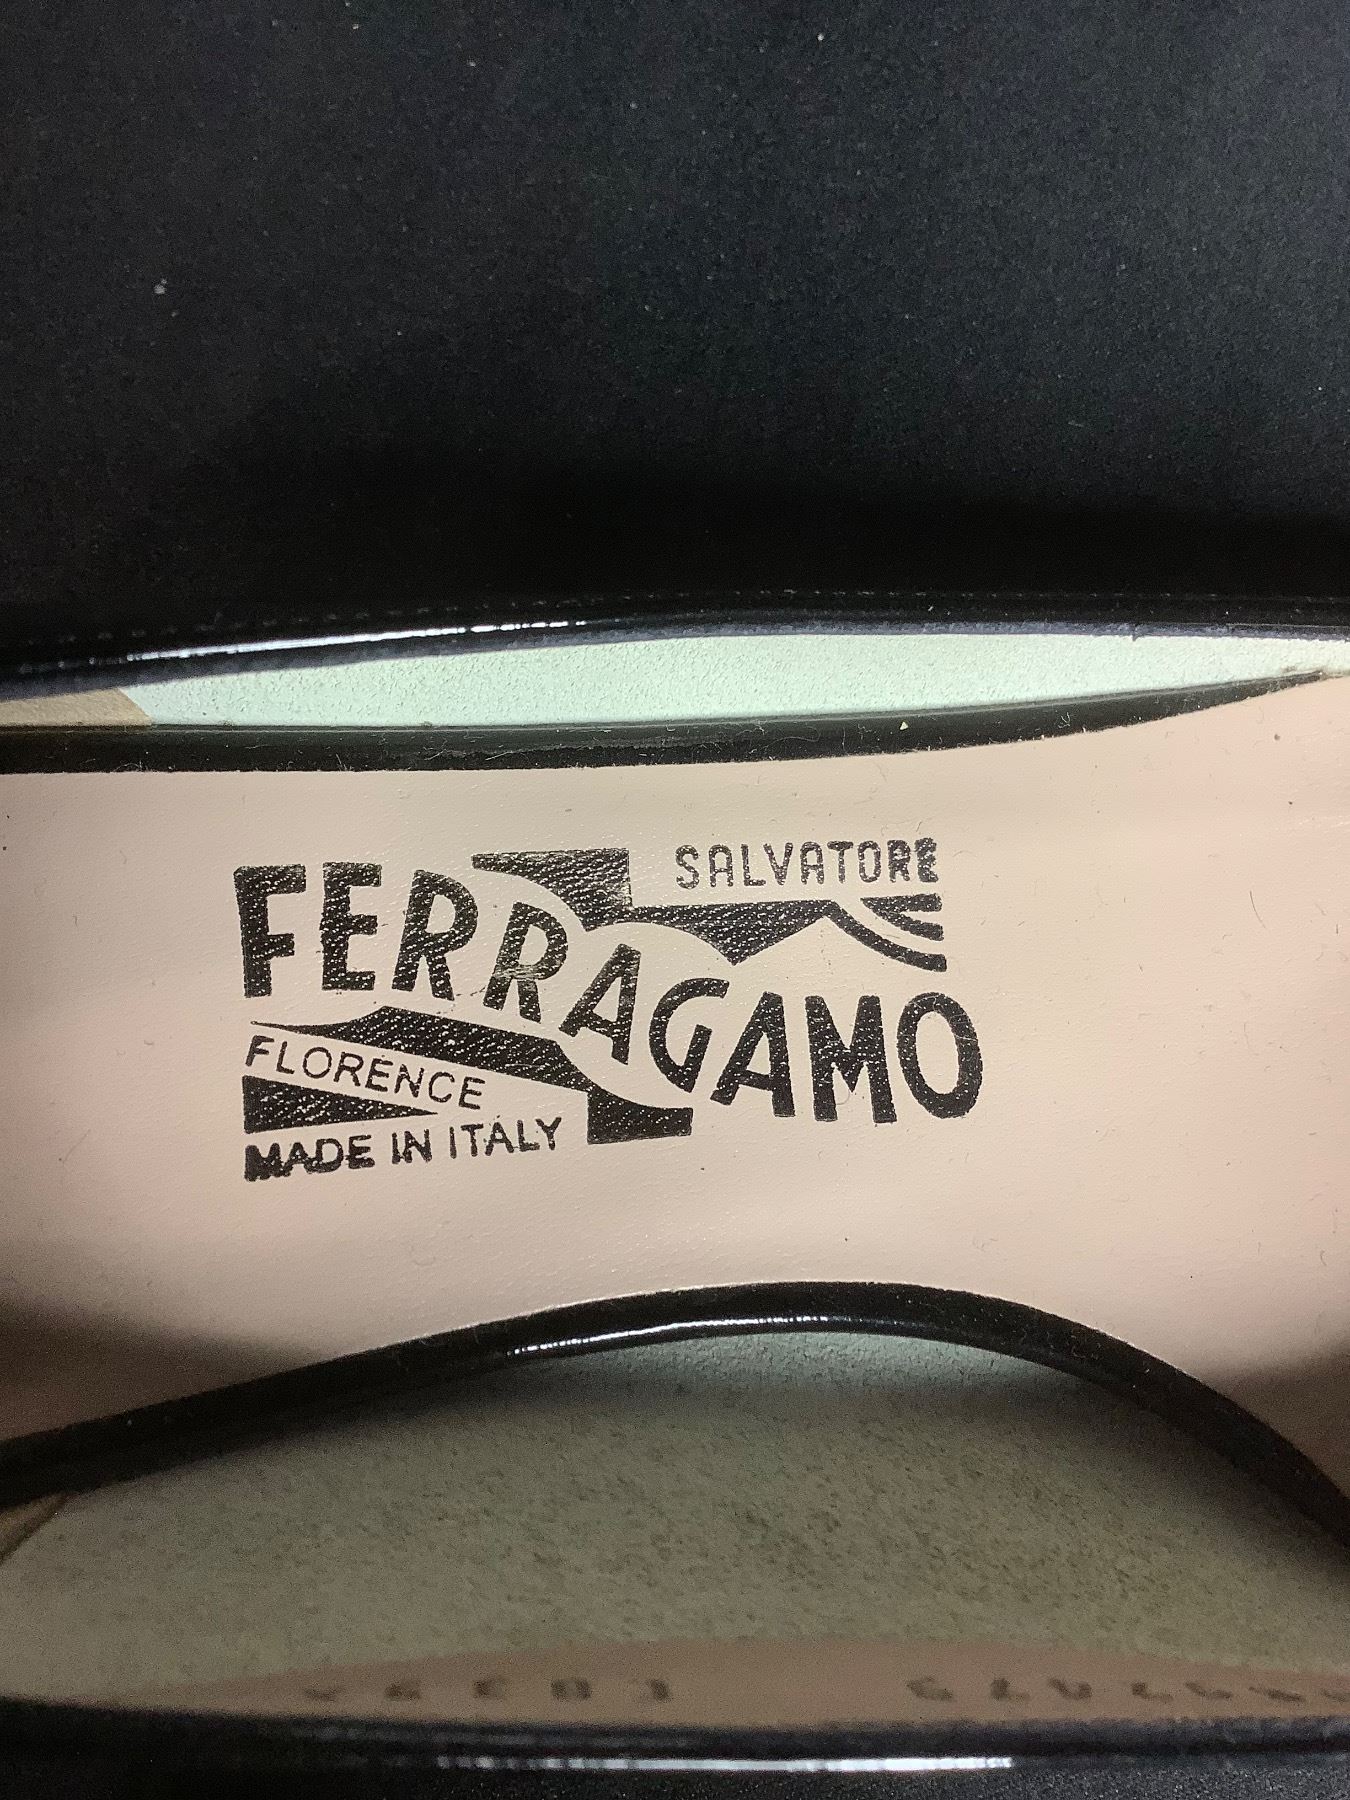 SALVATORE
FERRAGAMO
FLORENCE
MADE IN ITALY